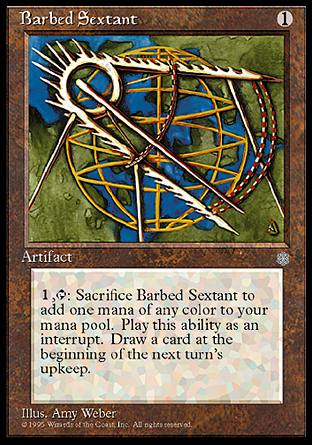 Barbed Sextant 1
Artifact
1, : Sacrifice Barbed Sextant to
add one mana of any color to your
mana pool. Play this ability as an
interrupt. Draw a card at the
beginning of the next turn's
upkeep.
Illus. Amy Weber
©1995 Wizards of the Coast, Inc. All rights reserved.